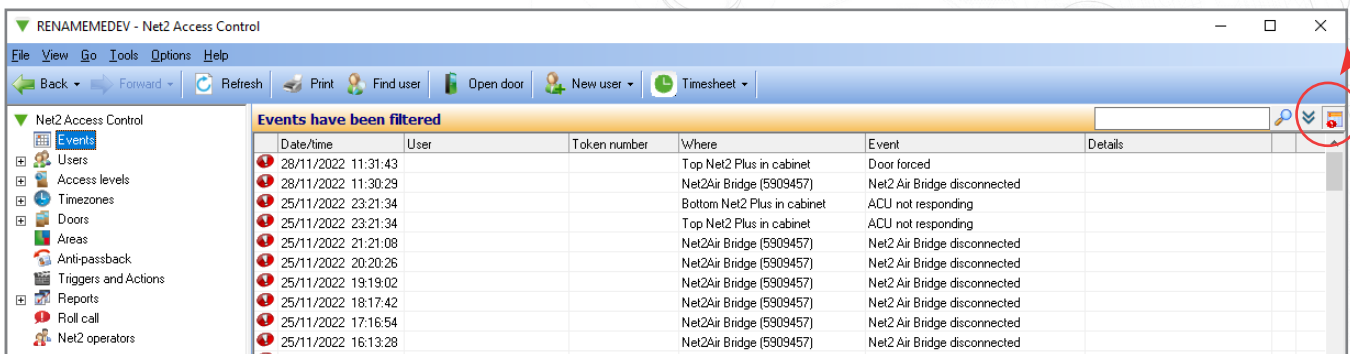 RENAMEMEDEV - Net2 Access Control
File View Go Tools Options Help
Back Forward Refresh Print Find user Open door New user Timesheet
Net2 Access Control
Events
Users
Access levels
Timezones
Doors
Areas
Anti-passback
Triggers and Actions
Reports
Roll call
Net2 operators
Events have been filtered
Date/time User Token number Where Event Details
28/11/2022 11:31:43 Top Net2 Plus in cabinet Door forced
28/11/2022 11:30:29 Net2Air Bridge (5909457) Net2 Air Bridge disconnected
25/11/2022 23:21:34 Bottom Net2 Plus in cabinet ACU not responding
25/11/2022 23:21:34 Top Net2 Plus in cabinet ACU not responding
25/11/2022 21:21:08 Net2Air Bridge (5909457) Net2 Air Bridge disconnected
25/11/2022 20:20:26 Net2Air Bridge (5909457) Net2 Air Bridge disconnected
25/11/2022 19:19:02 Net2Air Bridge (5909457) Net2 Air Bridge disconnected
25/11/2022 18:17:42 Net2Air Bridge (5909457) Net2 Air Bridge disconnected
25/11/2022 17:16:54 Net2Air Bridge (5909457) Net2 Air Bridge disconnected
25/11/2022 16:13:28 Net2Air Bridge (5909457) Net2 Air Bridge disconnected